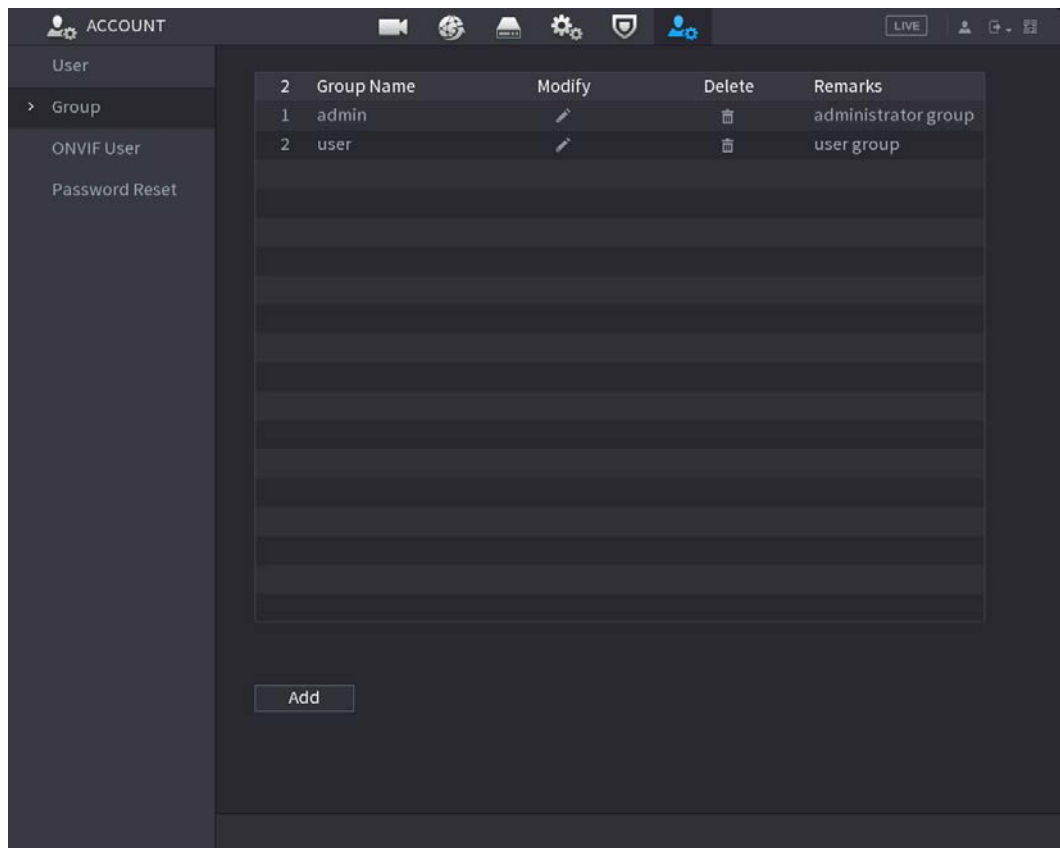 ACCOUNT
LIVE
User
Group
ONVIF User
Password Reset
2 Group Name Modify Delete Remarks
1 admin administrator group
2 user user group
Add